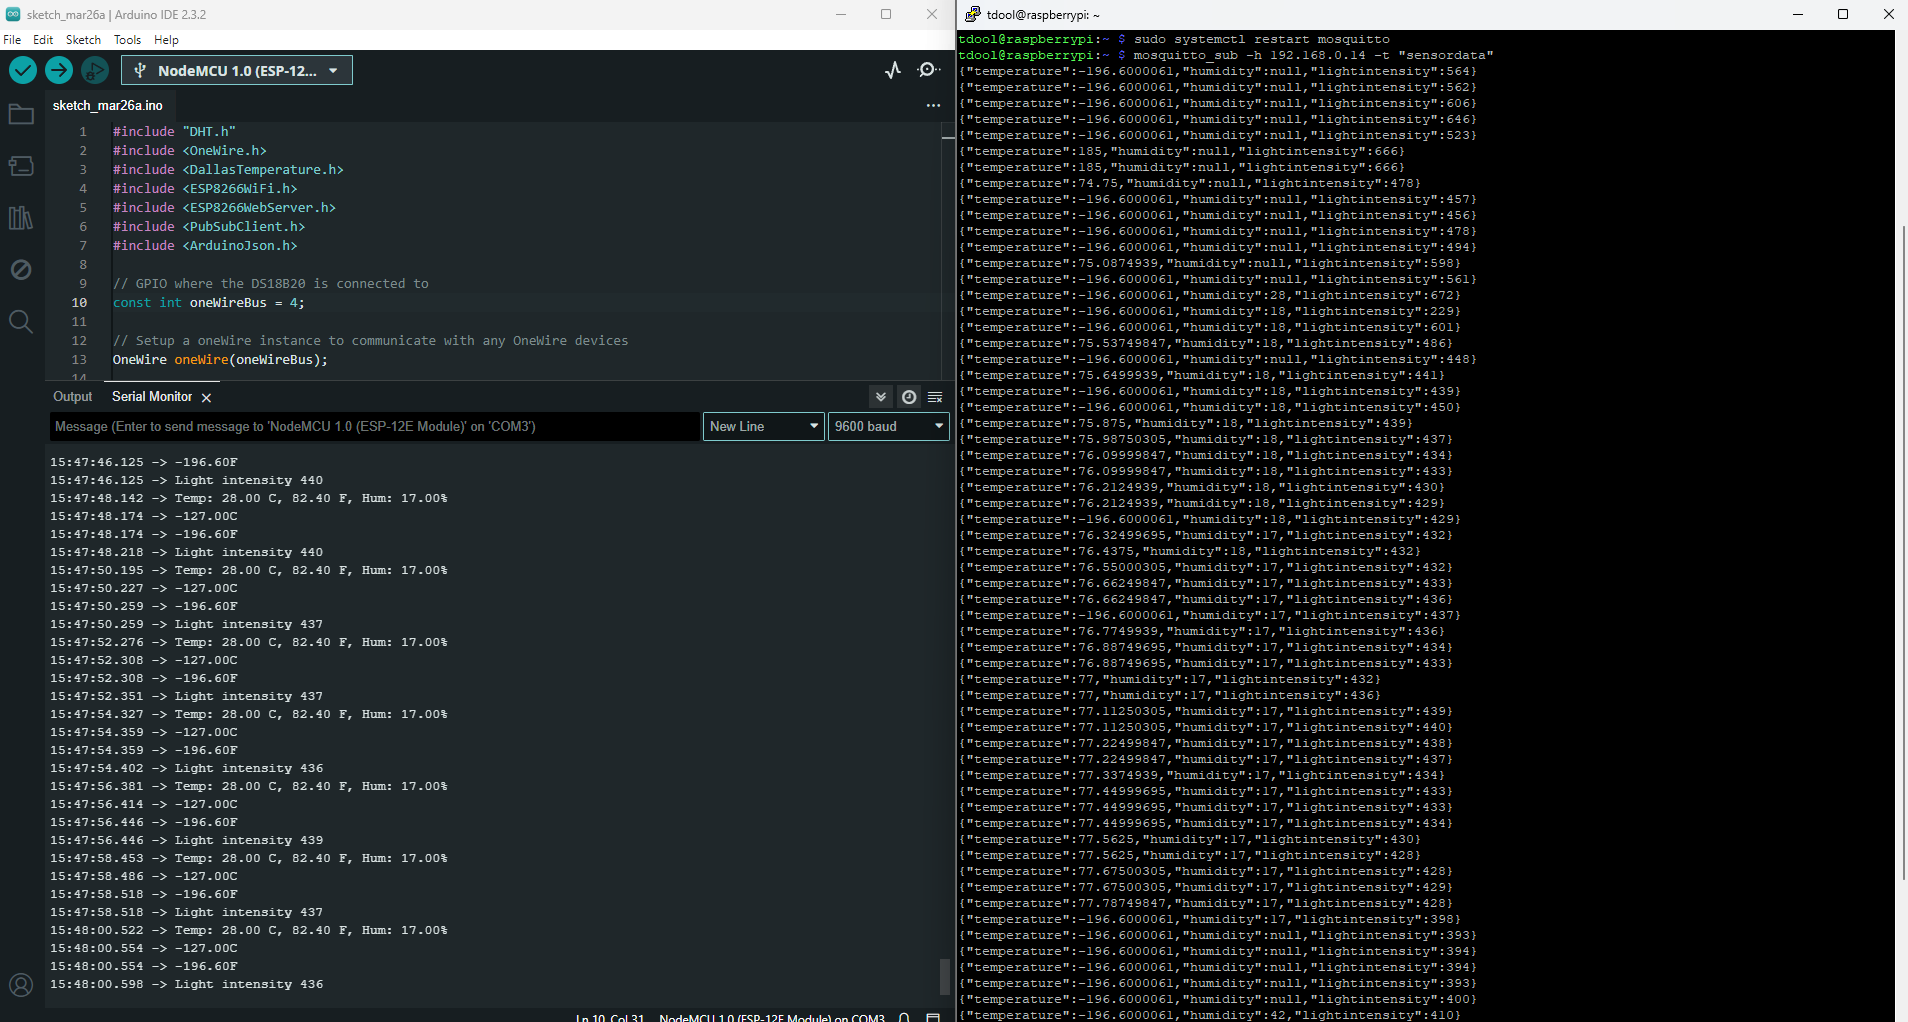 sketch_mar26a | Arduino IDE 2.3.2
File Edit Sketch Tools Help
NodeMCU 1.0 (ESP-12...
sketch_mar26a.ino
1 #include "DHT.h"
2 #include <OneWire.h>
3 #include <DallasTemperature.h>
4 #include <ESP8266WiFi.h>
5 #include <ESP8266WebServer.h>
6 #include <PubSubClient.h>
7 #include <ArduinoJson.h>
8
9 // GPIO where the DS18B20 is connected to
10 const int oneWireBus = 4;
11
12 // Setup a oneWire instance to communicate with any OneWire devices
13 OneWire oneWire(oneWireBus);
14
Output Serial Monitor
Message (Enter to send message to 'NodeMCU 1.0 (ESP-12E Module)' on 'COM3')
New Line 9600 baud
15:47:46.125 -> -196.60F
15:47:46.125 -> Light intensity 440
15:47:48.142 -> Temp: 28.00 C, 82.40 F, Hum: 17.00%
15:47:48.174 -> -127.00C
15:47:48.174 -> -196.60F
15:47:48.218 -> Light intensity 440
15:47:50.195 -> Temp: 28.00 C, 82.40 F, Hum: 17.00%
15:47:50.227 -> -127.00C
15:47:50.259 -> -196.60F
15:47:50.259 -> Light intensity 437
15:47:52.276 -> Temp: 28.00 C, 82.40 F, Hum: 17.00%
15:47:52.308 -> -127.00C
15:47:52.308 -> -196.60F
15:47:52.351 -> Light intensity 437
15:47:54.327 -> Temp: 28.00 C, 82.40 F, Hum: 17.00%
15:47:54.359 -> -127.00C
15:47:54.359 -> -196.60F
15:47:54.402 -> Light intensity 436
15:47:56.381 -> Temp: 28.00 C, 82.40 F, Hum: 17.00%
15:47:56.414 -> -127.00C
15:47:56.446 -> -196.60F
15:47:56.446 -> Light intensity 439
15:47:58.453 -> Temp: 28.00 C, 82.40 F, Hum: 17.00%
15:47:58.486 -> -127.00C
15:47:58.518 -> -196.60F
15:47:58.518 -> Light intensity 437
15:48:00.522 -> Temp: 28.00 C, 82.40 F, Hum: 17.00%
15:48:00.554 -> -127.00C
15:48:00.554 -> -196.60F
15:48:00.598 -> Light intensity 436
Ln 10, Col 31 NodeMCU 1.0 (ESP-12E Module) on COM3
tdool@raspberrypi: ~
tdool@raspberrypi:~ $ sudo systemctl restart mosquitto
tdool@raspberrypi:~ $ mosquitto_sub -h 192.168.0.14 -t "sensordata"
{"temperature":-196.6000061,"humidity":null,"lightintensity":564}
{"temperature":-196.6000061,"humidity":null,"lightintensity":562}
{"temperature":-196.6000061,"humidity":null,"lightintensity":606}
{"temperature":-196.6000061,"humidity":null,"lightintensity":646}
{"temperature":-196.6000061,"humidity":null,"lightintensity":523}
{"temperature":185,"humidity":null,"lightintensity":666}
{"temperature":185,"humidity":null,"lightintensity":666}
{"temperature":74.75,"humidity":null,"lightintensity":478}
{"temperature":-196.6000061,"humidity":null,"lightintensity":457}
{"temperature":-196.6000061,"humidity":null,"lightintensity":456}
{"temperature":-196.6000061,"humidity":null,"lightintensity":478}
{"temperature":-196.6000061,"humidity":null,"lightintensity":494}
{"temperature":75.0874939,"humidity":null,"lightintensity":598}
{"temperature":-196.6000061,"humidity":null,"lightintensity":561}
{"temperature":-196.6000061,"humidity":28,"lightintensity":672}
{"temperature":-196.6000061,"humidity":18,"lightintensity":229}
{"temperature":-196.6000061,"humidity":18,"lightintensity":601}
{"temperature":75.53749847,"humidity":18,"lightintensity":486}
{"temperature":-196.6000061,"humidity":null,"lightintensity":448}
{"temperature":75.6499939,"humidity":18,"lightintensity":441}
{"temperature":-196.6000061,"humidity":18,"lightintensity":439}
{"temperature":-196.6000061,"humidity":18,"lightintensity":450}
{"temperature":75.875,"humidity":18,"lightintensity":439}
{"temperature":75.98750305,"humidity":18,"lightintensity":437}
{"temperature":76.09999847,"humidity":18,"lightintensity":434}
{"temperature":76.09999847,"humidity":18,"lightintensity":433}
{"temperature":76.2124939,"humidity":18,"lightintensity":430}
{"temperature":76.2124939,"humidity":18,"lightintensity":429}
{"temperature":-196.6000061,"humidity":18,"lightintensity":429}
{"temperature":76.32499695,"humidity":17,"lightintensity":432}
{"temperature":76.4375,"humidity":18,"lightintensity":432}
{"temperature":76.55000305,"humidity":17,"lightintensity":432}
{"temperature":76.66249847,"humidity":17,"lightintensity":433}
{"temperature":76.66249847,"humidity":17,"lightintensity":436}
{"temperature":-196.6000061,"humidity":17,"lightintensity":437}
{"temperature":76.7749939,"humidity":17,"lightintensity":436}
{"temperature":76.88749695,"humidity":17,"lightintensity":434}
{"temperature":76.88749695,"humidity":17,"lightintensity":433}
{"temperature":77,"humidity":17,"lightintensity":432}
{"temperature":77,"humidity":17,"lightintensity":436}
{"temperature":77.11250305,"humidity":17,"lightintensity":439}
{"temperature":77.11250305,"humidity":17,"lightintensity":440}
{"temperature":77.22499847,"humidity":17,"lightintensity":438}
{"temperature":77.22499847,"humidity":17,"lightintensity":437}
{"temperature":77.3374939,"humidity":17,"lightintensity":434}
{"temperature":77.44999695,"humidity":17,"lightintensity":433}
{"temperature":77.44999695,"humidity":17,"lightintensity":433}
{"temperature":77.44999695,"humidity":17,"lightintensity":434}
{"temperature":77.5625,"humidity":17,"lightintensity":430}
{"temperature":77.5625,"humidity":17,"lightintensity":428}
{"temperature":77.67500305,"humidity":17,"lightintensity":428}
{"temperature":77.67500305,"humidity":17,"lightintensity":429}
{"temperature":77.78749847,"humidity":17,"lightintensity":428}
{"temperature":-196.6000061,"humidity":17,"lightintensity":398}
{"temperature":-196.6000061,"humidity":null,"lightintensity":393}
{"temperature":-196.6000061,"humidity":null,"lightintensity":394}
{"temperature":-196.6000061,"humidity":null,"lightintensity":394}
{"temperature":-196.6000061,"humidity":null,"lightintensity":393}
{"temperature":-196.6000061,"humidity":null,"lightintensity":400}
{"temperature":-196.6000061,"humidity":42,"lightintensity":410}